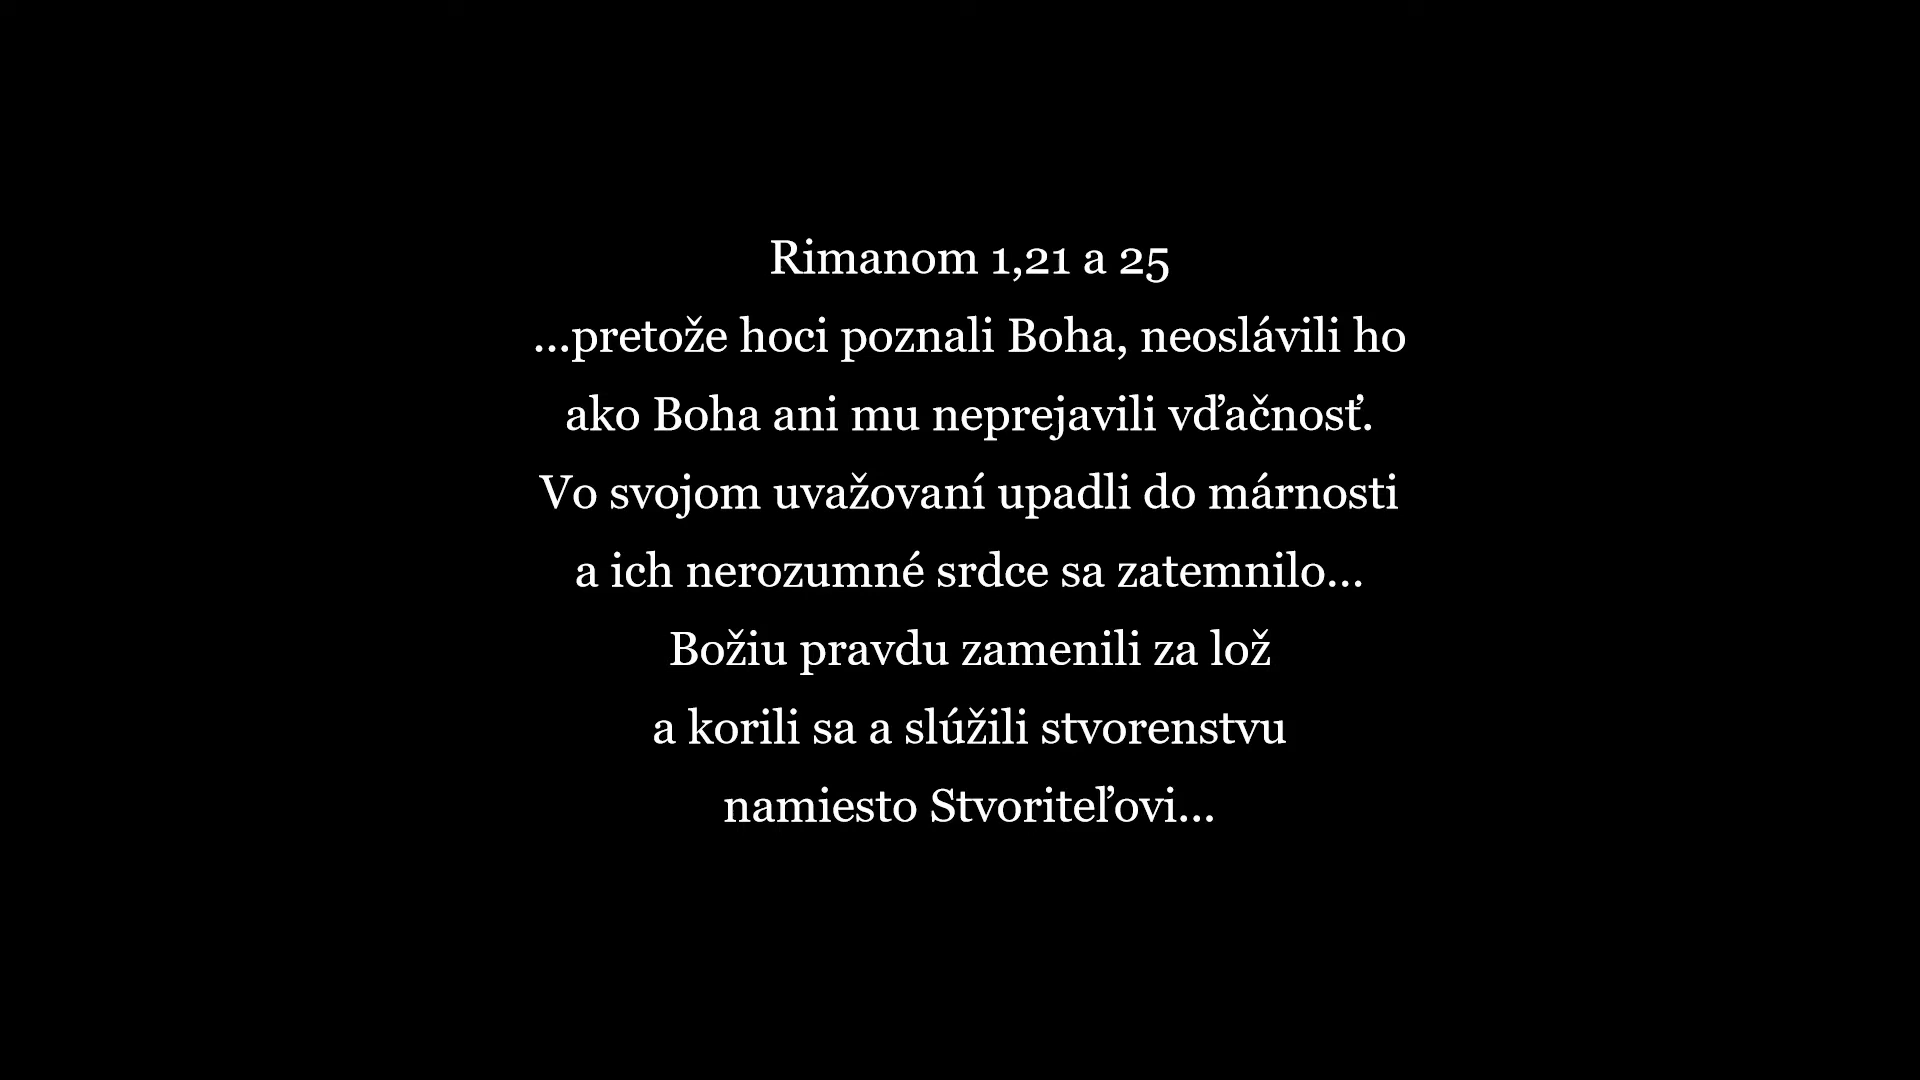 Rimanom 1,21 a 25
...pretože hoci poznali Boha, neoslávili ho
ako Boha ani mu neprejavili vďačnosť.
Vo svojom uvažovaní upadli do márnosti
a ich nerozumné srdce sa zatemnilo...
Božiu pravdu zamenili za lož
a korili sa a slúžili stvorenstvu
namiesto Stvoriteľovi...